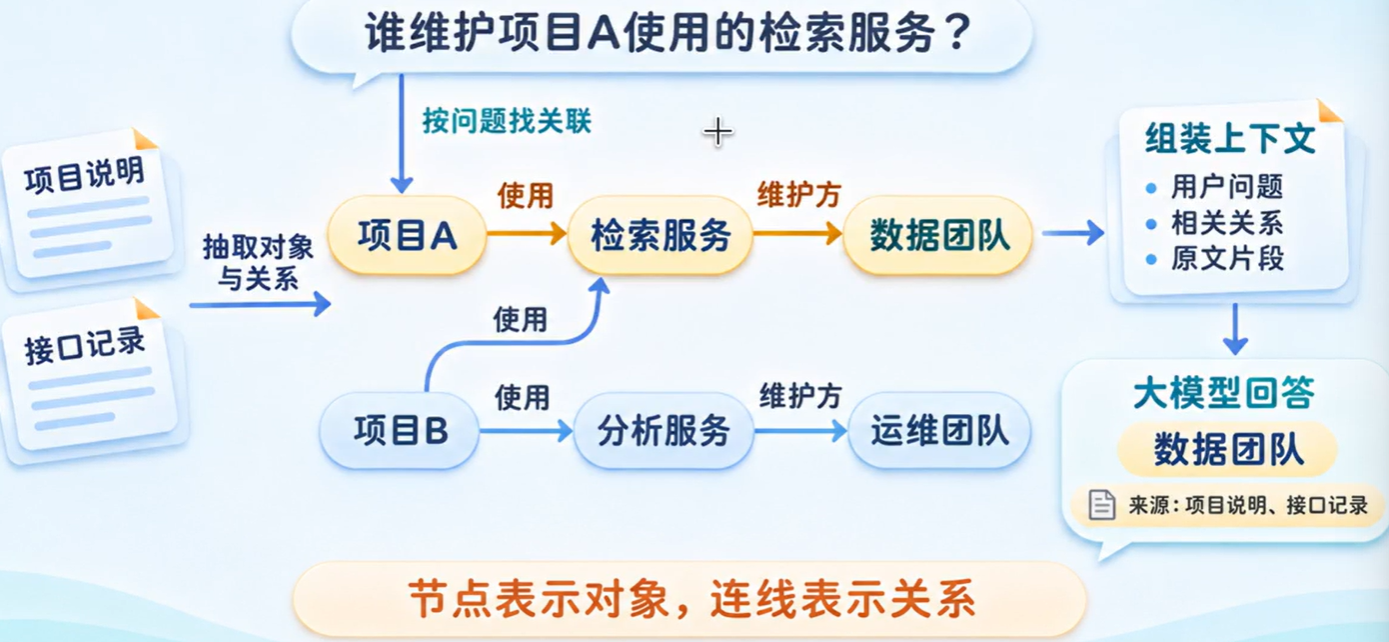 谁维护项目A使用的检索服务？
按问题找关联
项目说明
接口记录
抽取对象
与关系
项目A
使用
检索服务
维护方
数据团队
使用
项目B
使用
分析服务
维护方
运维团队
组装上下文
• 用户问题
• 相关关系
• 原文片段
大模型回答
数据团队
来源：项目说明、接口记录
节点表示对象，连线表示关系